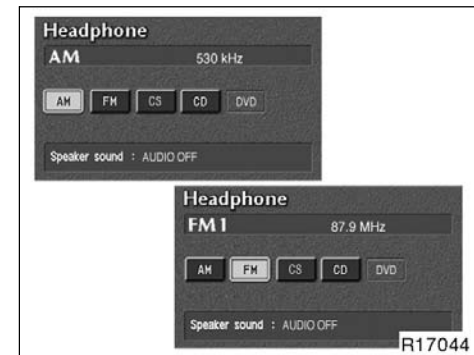 Headphone
AM 530 kHz
AM FM CS CD DVD
Speaker sound : AUDIO OFF
Headphone
FM1 87.9 MHz
AM FM CS CD DVD
Speaker sound : AUDIO OFF
R17044